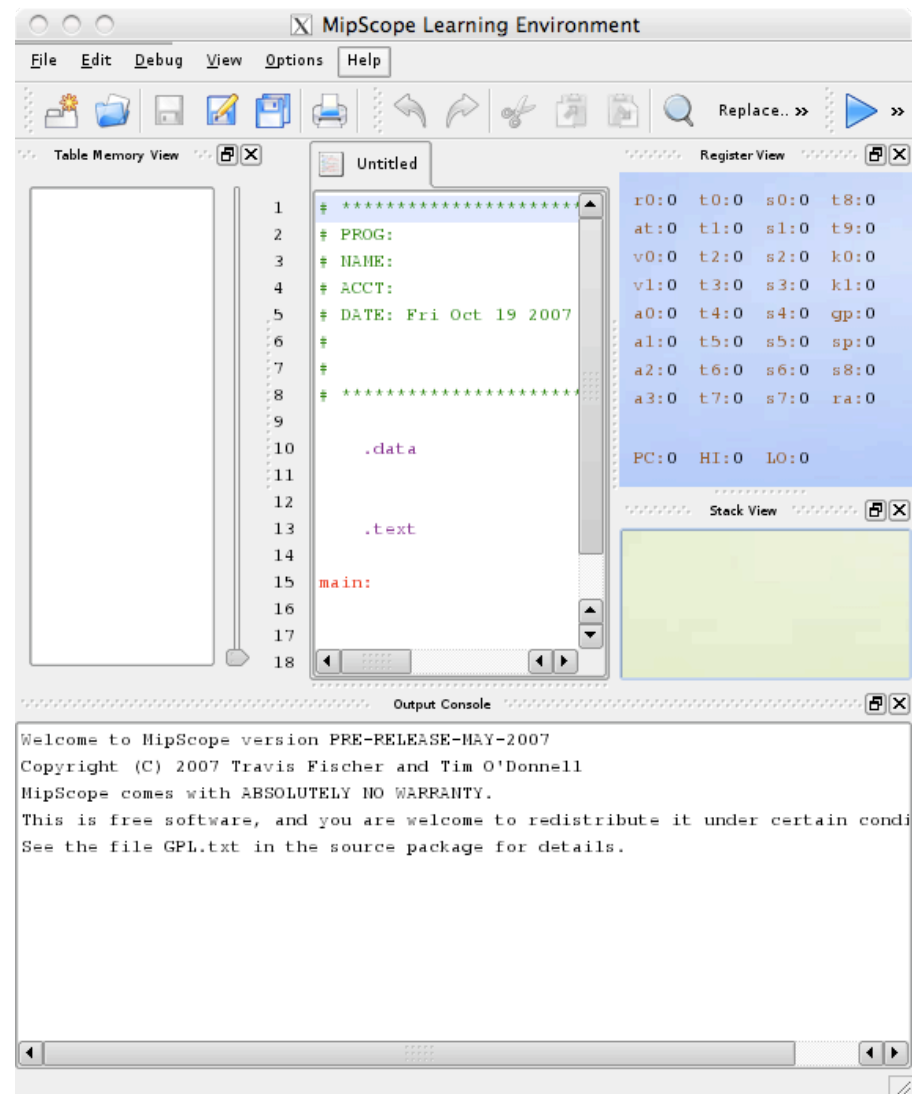 MipScope Learning Environment
File Edit Debug View Options Help
Replace.. »
»
Table Memory View
Untitled
Register View
1 # **********************
2 # PROG:
3 # NAME:
4 # ACCT:
5 # DATE: Fri Oct 19 2007
6 #
7 #
8 # **********************
9
10 .data
11
12
13 .text
14
15 main:
16
17
18
r0:0 t0:0 s0:0 t8:0
at:0 t1:0 s1:0 t9:0
v0:0 t2:0 s2:0 k0:0
v1:0 t3:0 s3:0 k1:0
a0:0 t4:0 s4:0 gp:0
a1:0 t5:0 s5:0 sp:0
a2:0 t6:0 s6:0 s8:0
a3:0 t7:0 s7:0 ra:0
PC:0 HI:0 LO:0
Stack View
Output Console
Welcome to MipScope version PRE-RELEASE-MAY-2007
Copyright (C) 2007 Travis Fischer and Tim O'Donnell
MipScope comes with ABSOLUTELY NO WARRANTY.
This is free software, and you are welcome to redistribute it under certain condi
See the file GPL.txt in the source package for details.